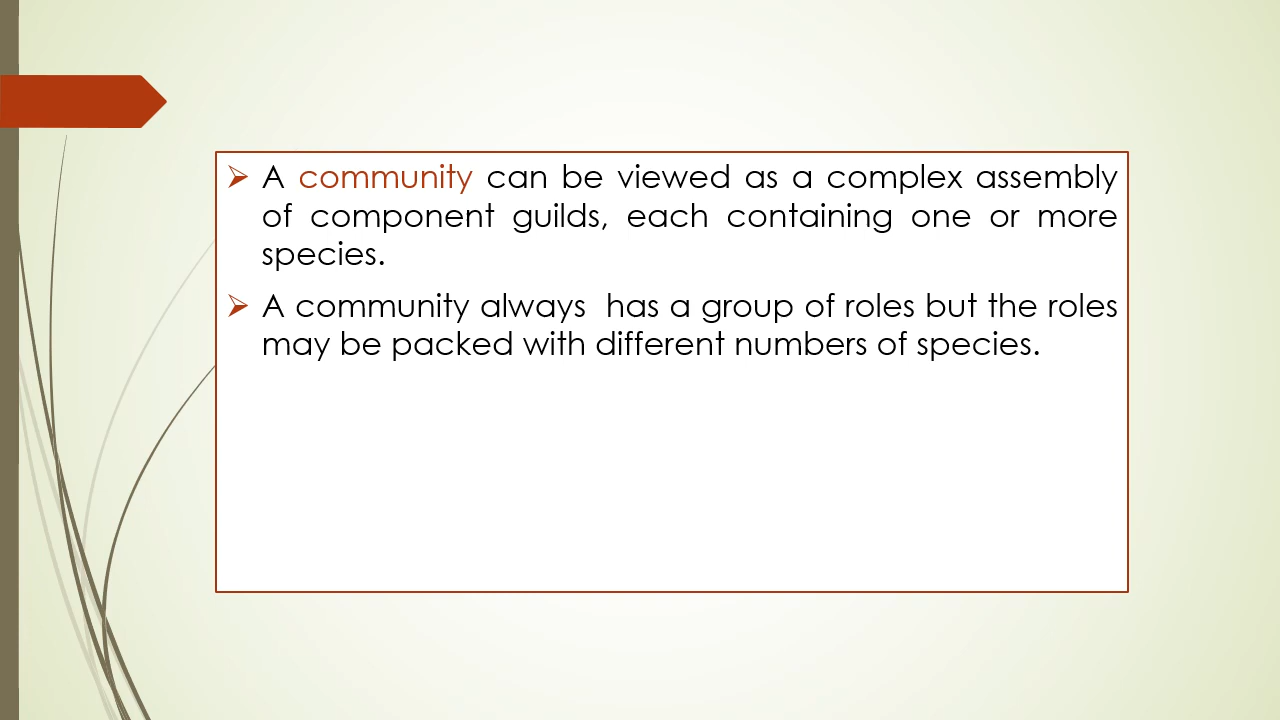 A community can be viewed as a complex assembly
of component guilds, each containing one or more
species.
A community always  has a group of roles but the roles
may be packed with different numbers of species.